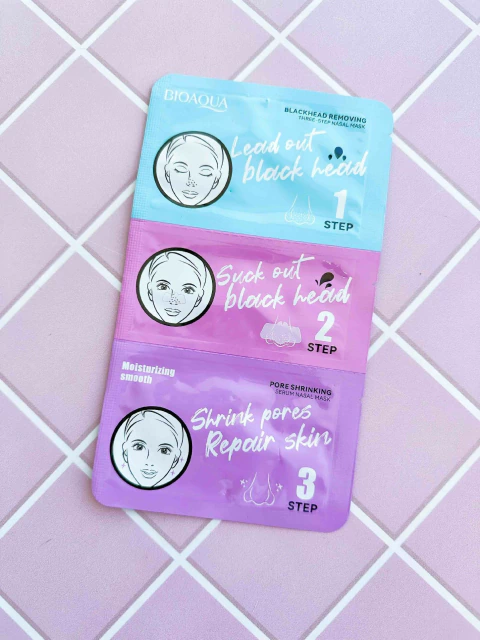 BIOAQUA
BLACKHEAD REMOVING
THREE-STEP NASAL MASK
Lead out
black head
1
STEP
Suck out
black head
2
STEP
Moisturizing
smooth
PORE SHRINKING
SERUM NASAL MASK
Shrink pores
Repair skin
3
STEP